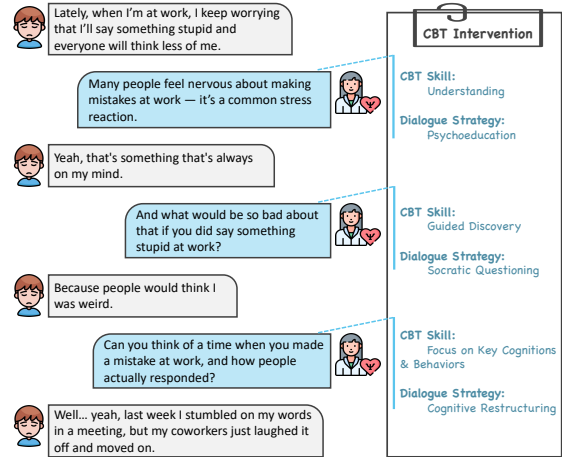 Lately, when I'm at work, I keep worrying
that I'll say something stupid and
everyone will think less of me.
CBT Intervention
Many people feel nervous about making
mistakes at work — it's a common stress
reaction.
CBT Skill:
Understanding
Dialogue Strategy:
Psychoeducation
Yeah, that's something that's always
on my mind.
And what would be so bad about
that if you did say something
stupid at work?
CBT Skill:
Guided Discovery
Dialogue Strategy:
Socratic Questioning
Because people would think I
was weird.
Can you think of a time when you made
a mistake at work, and how people
actually responded?
CBT Skill:
Focus on Key Cognitions
& Behaviors
Dialogue Strategy:
Cognitive Restructuring
Well... yeah, last week I stumbled on my words
in a meeting, but my coworkers just laughed it
off and moved on.